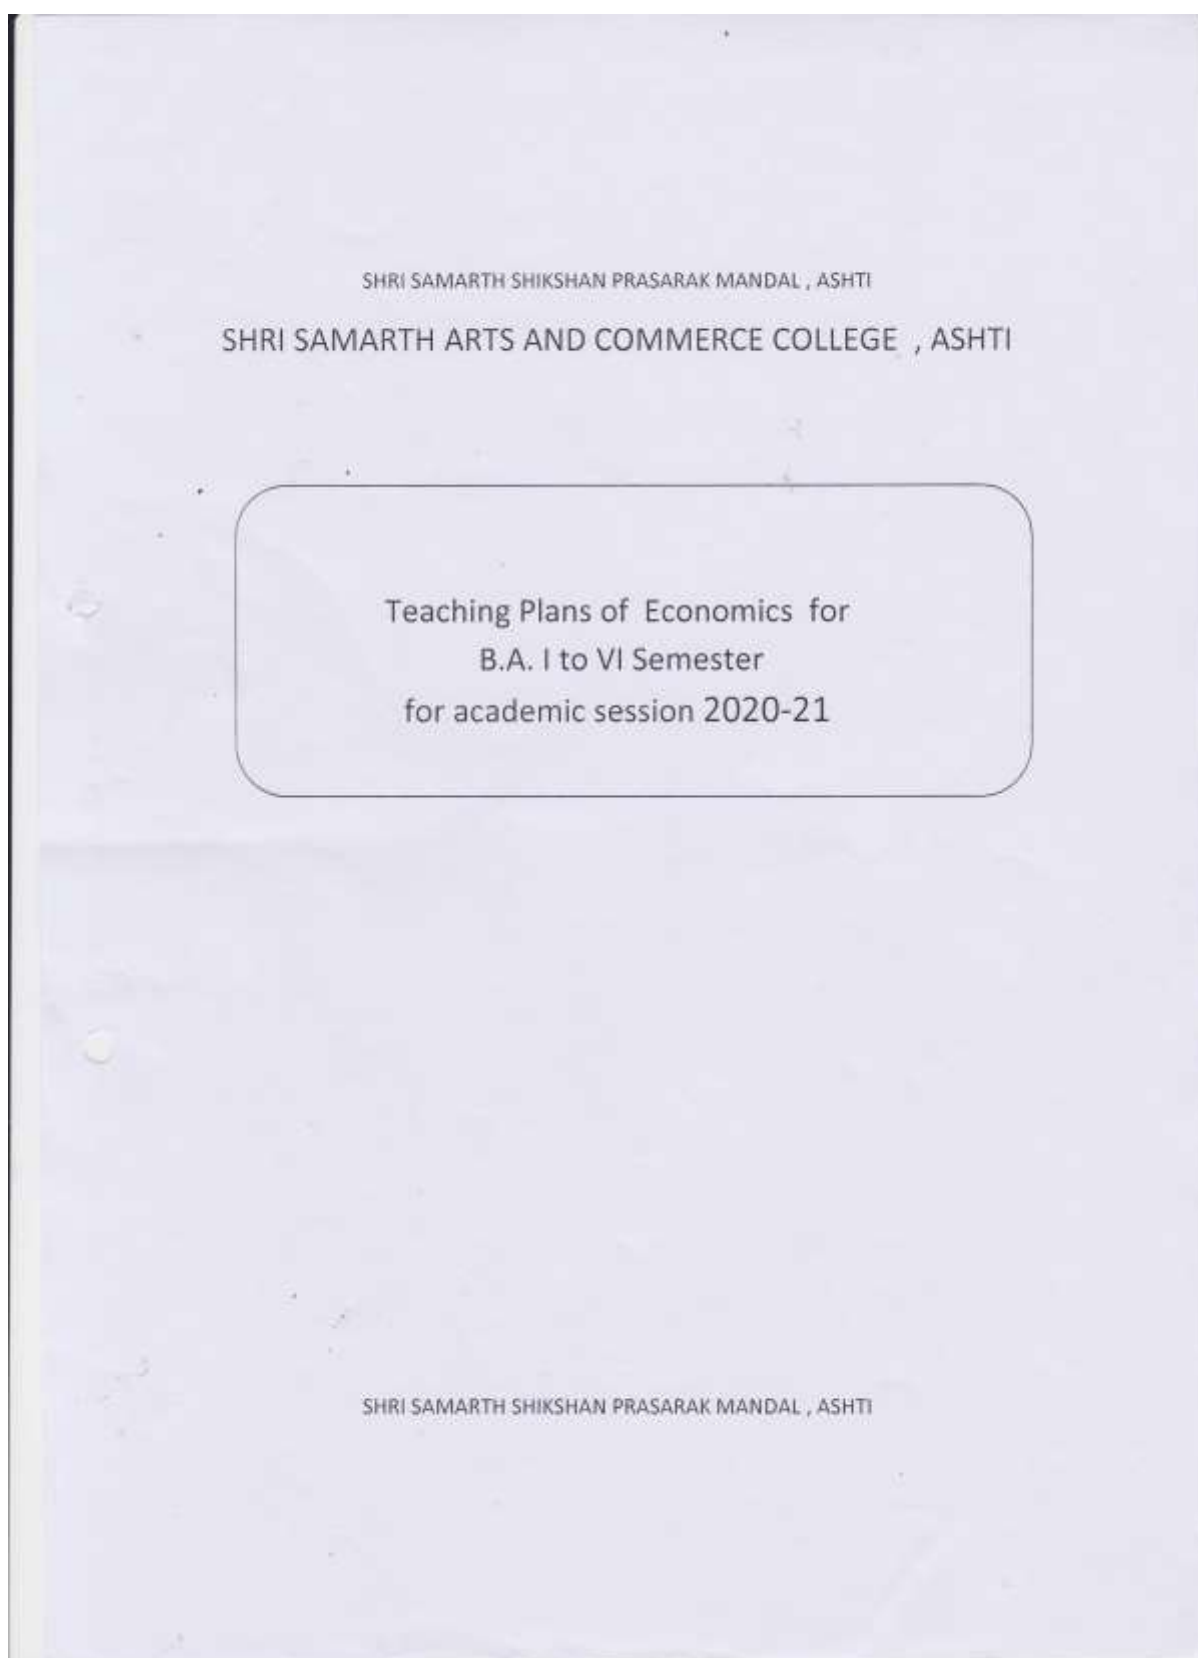 SHRI SAMARTH SHIKSHAN PRASARAK MANDAL , ASHTI
SHRI SAMARTH ARTS AND COMMERCE COLLEGE , ASHTI
Teaching Plans of Economics for
B.A. I to VI Semester
for academic session 2020-21
SHRI SAMARTH SHIKSHAN PRASARAK MANDAL , ASHTI